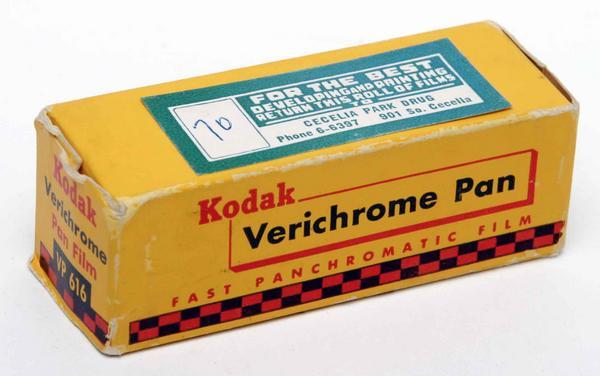 70
FOR THE BEST
DEVELOPING AND PRINTING
RETURN THIS ROLL OF FILMS
TO
CECELIA PARK DRUG
Phone 6-6397 901 So. Cecelia
Kodak
Verichrome Pan
FAST PANCHROMATIC FILM
Kodak
Verichrome
Pan Film
VP 616